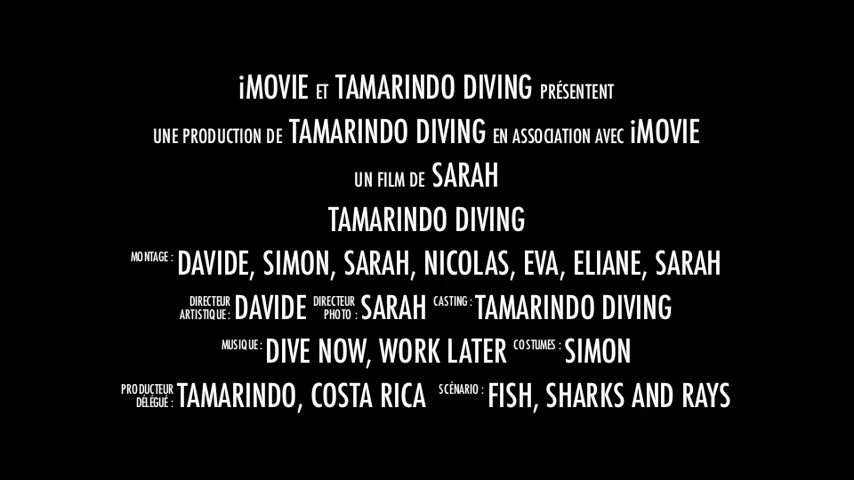 iMOVIE ET TAMARINDO DIVING PRÉSENTENT
UNE PRODUCTION DE TAMARINDO DIVING EN ASSOCIATION AVEC iMOVIE
UN FILM DE SARAH
TAMARINDO DIVING
MONTAGE : DAVIDE, SIMON, SARAH, NICOLAS, EVA, ELIANE, SARAH
DIRECTEUR ARTISTIQUE : DAVIDE DIRECTEUR PHOTO : SARAH CASTING : TAMARINDO DIVING
MUSIQUE : DIVE NOW, WORK LATER COSTUMES : SIMON
PRODUCTEUR DÉLÉGUÉ : TAMARINDO, COSTA RICA SCÉNARIO : FISH, SHARKS AND RAYS